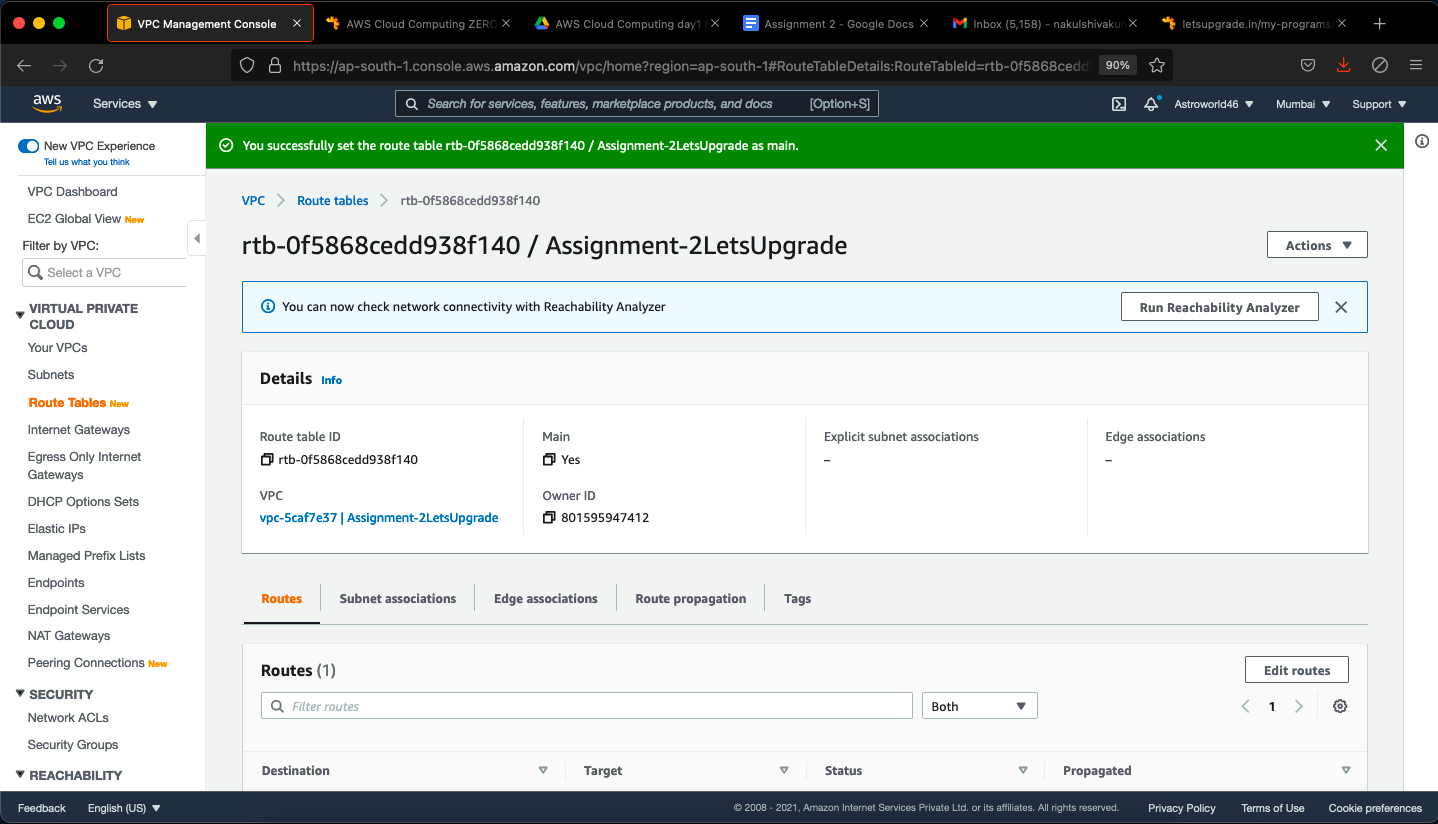 VPC Management Console
AWS Cloud Computing ZERO
AWS Cloud Computing day1
Assignment 2 - Google Docs
Inbox (5,158) - nakulshivakum
letsupgrade.in/my-programs/
https://ap-south-1.console.aws.amazon.com/vpc/home?region=ap-south-1#RouteTableDetails:RouteTableId=rtb-0f5868cedd
90%
aws
Services
Search for services, features, marketplace products, and docs
[Option+S]
Astroworld46
Mumbai
Support
New VPC Experience
Tell us what you think
VPC Dashboard
EC2 Global View New
Filter by VPC:
Select a VPC
VIRTUAL PRIVATE
CLOUD
Your VPCs
Subnets
Route Tables New
Internet Gateways
Egress Only Internet
Gateways
DHCP Options Sets
Elastic IPs
Managed Prefix Lists
Endpoints
Endpoint Services
NAT Gateways
Peering Connections New
SECURITY
Network ACLs
Security Groups
REACHABILITY
You successfully set the route table rtb-0f5868cedd938f140 / Assignment-2LetsUpgrade as main.
VPC
Route tables
rtb-0f5868cedd938f140
rtb-0f5868cedd938f140 / Assignment-2LetsUpgrade
Actions
You can now check network connectivity with Reachability Analyzer
Run Reachability Analyzer
Details Info
Route table ID
rtb-0f5868cedd938f140
Main
Yes
Explicit subnet associations
–
Edge associations
–
VPC
vpc-5caf7e37 | Assignment-2LetsUpgrade
Owner ID
801595947412
Routes
Subnet associations
Edge associations
Route propagation
Tags
Routes (1)
Edit routes
Filter routes
Both
1
Destination
Target
Status
Propagated
Feedback
English (US)
© 2008 - 2021, Amazon Internet Services Private Ltd. or its affiliates. All rights reserved.
Privacy Policy
Terms of Use
Cookie preferences